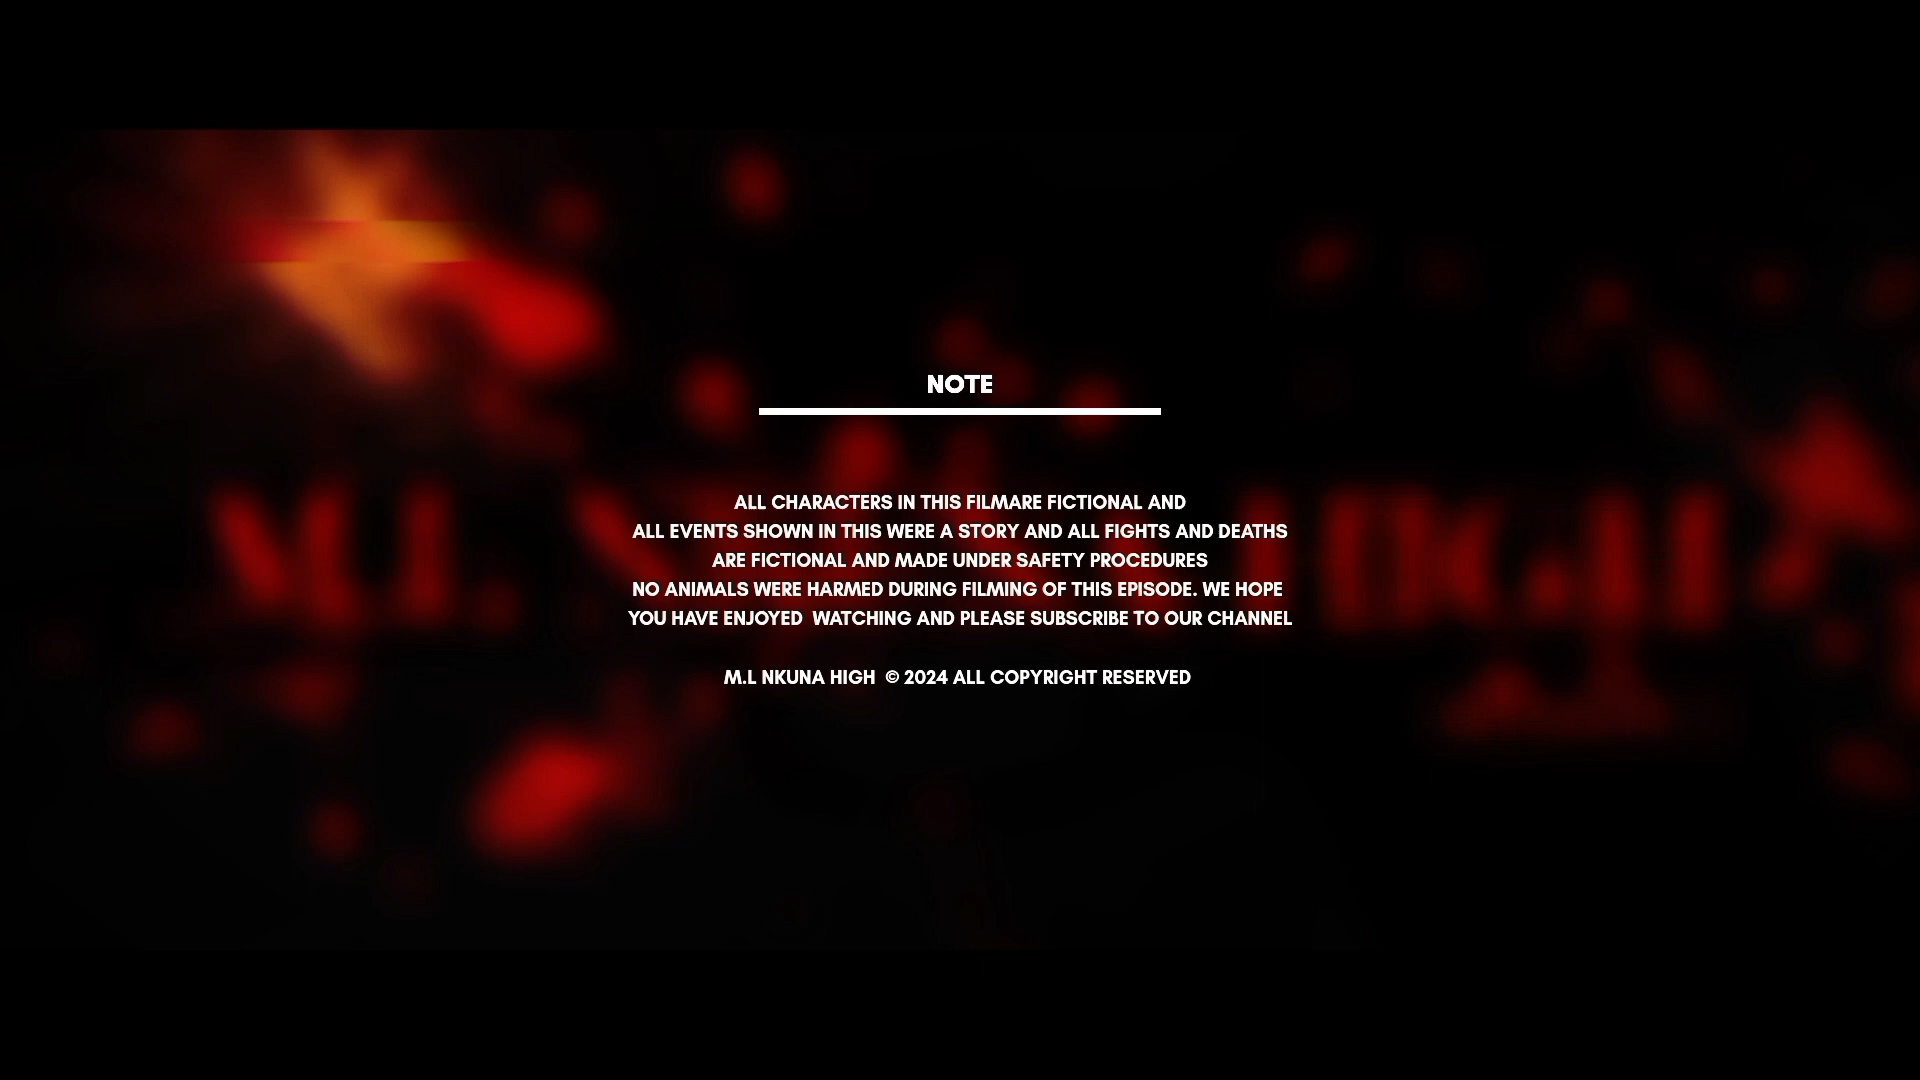 NOTE
ALL CHARACTERS IN THIS FILMARE FICTIONAL AND
ALL EVENTS SHOWN IN THIS WERE A STORY AND ALL FIGHTS AND DEATHS
ARE FICTIONAL AND MADE UNDER SAFETY PROCEDURES
NO ANIMALS WERE HARMED DURING FILMING OF THIS EPISODE. WE HOPE
YOU HAVE ENJOYED  WATCHING AND PLEASE SUBSCRIBE TO OUR CHANNEL
M.L NKUNA HIGH  © 2024 ALL COPYRIGHT RESERVED